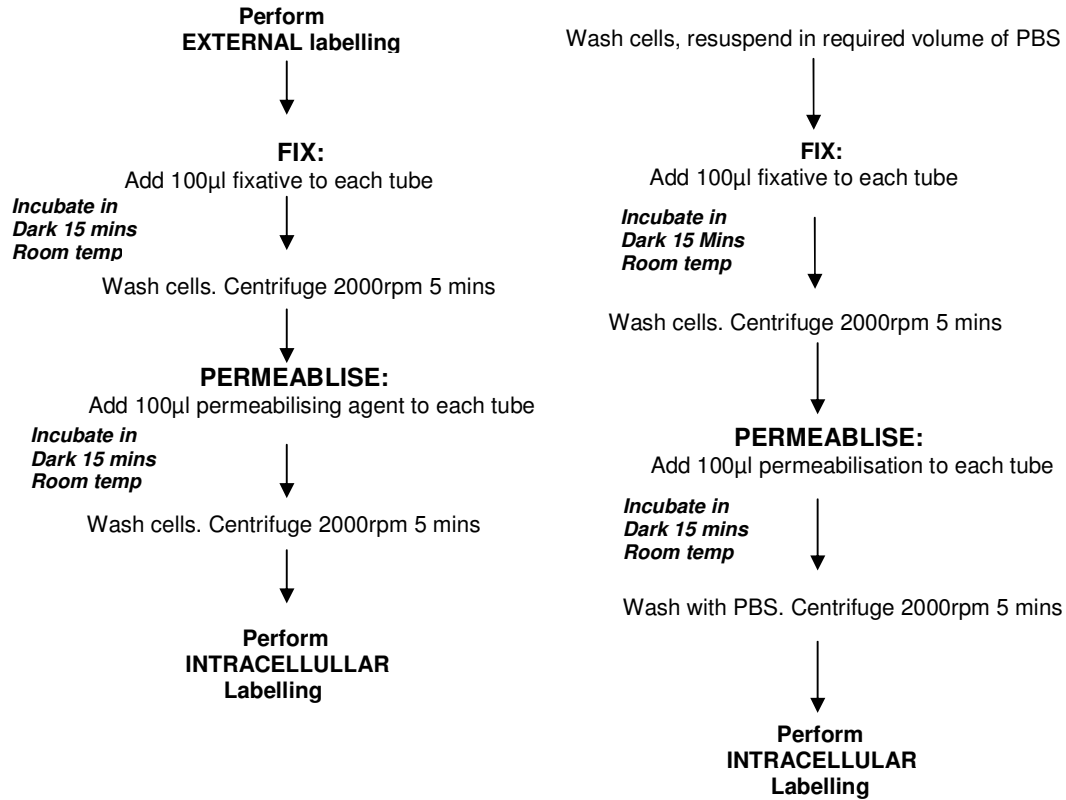 Perform
EXTERNAL labelling
FIX:
Add 100µl fixative to each tube
Incubate in
Dark 15 mins
Room temp
Wash cells. Centrifuge 2000rpm 5 mins
PERMEABLISE:
Add 100µl permeabilising agent to each tube
Incubate in
Dark 15 mins
Room temp
Wash cells. Centrifuge 2000rpm 5 mins
Perform
INTRACELLULLAR
Labelling
Wash cells, resuspend in required volume of PBS
FIX:
Add 100µl fixative to each tube
Incubate in
Dark 15 Mins
Room temp
Wash cells. Centrifuge 2000rpm 5 mins
PERMEABLISE:
Add 100µl permeabilisation to each tube
Incubate in
Dark 15 mins
Room temp
Wash with PBS. Centrifuge 2000rpm 5 mins
Perform
INTRACELLULAR
Labelling